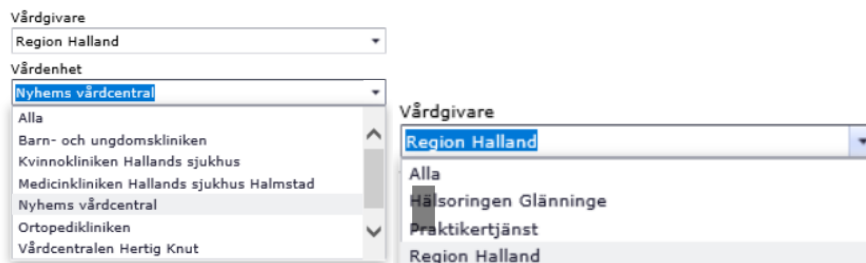 Vårdgivare
Region Halland
Vårdenhet
Nyhems vårdcentral
Alla
Barn- och ungdomskliniken
Kvinnokliniken Hallands sjukhus
Medicinkliniken Hallands sjukhus Halmstad
Nyhems vårdcentral
Ortopedikliniken
Vårdcentralen Hertig Knut
Vårdgivare
Region Halland
Alla
Hälsoringen Glänninge
Praktikertjänst
Region Halland